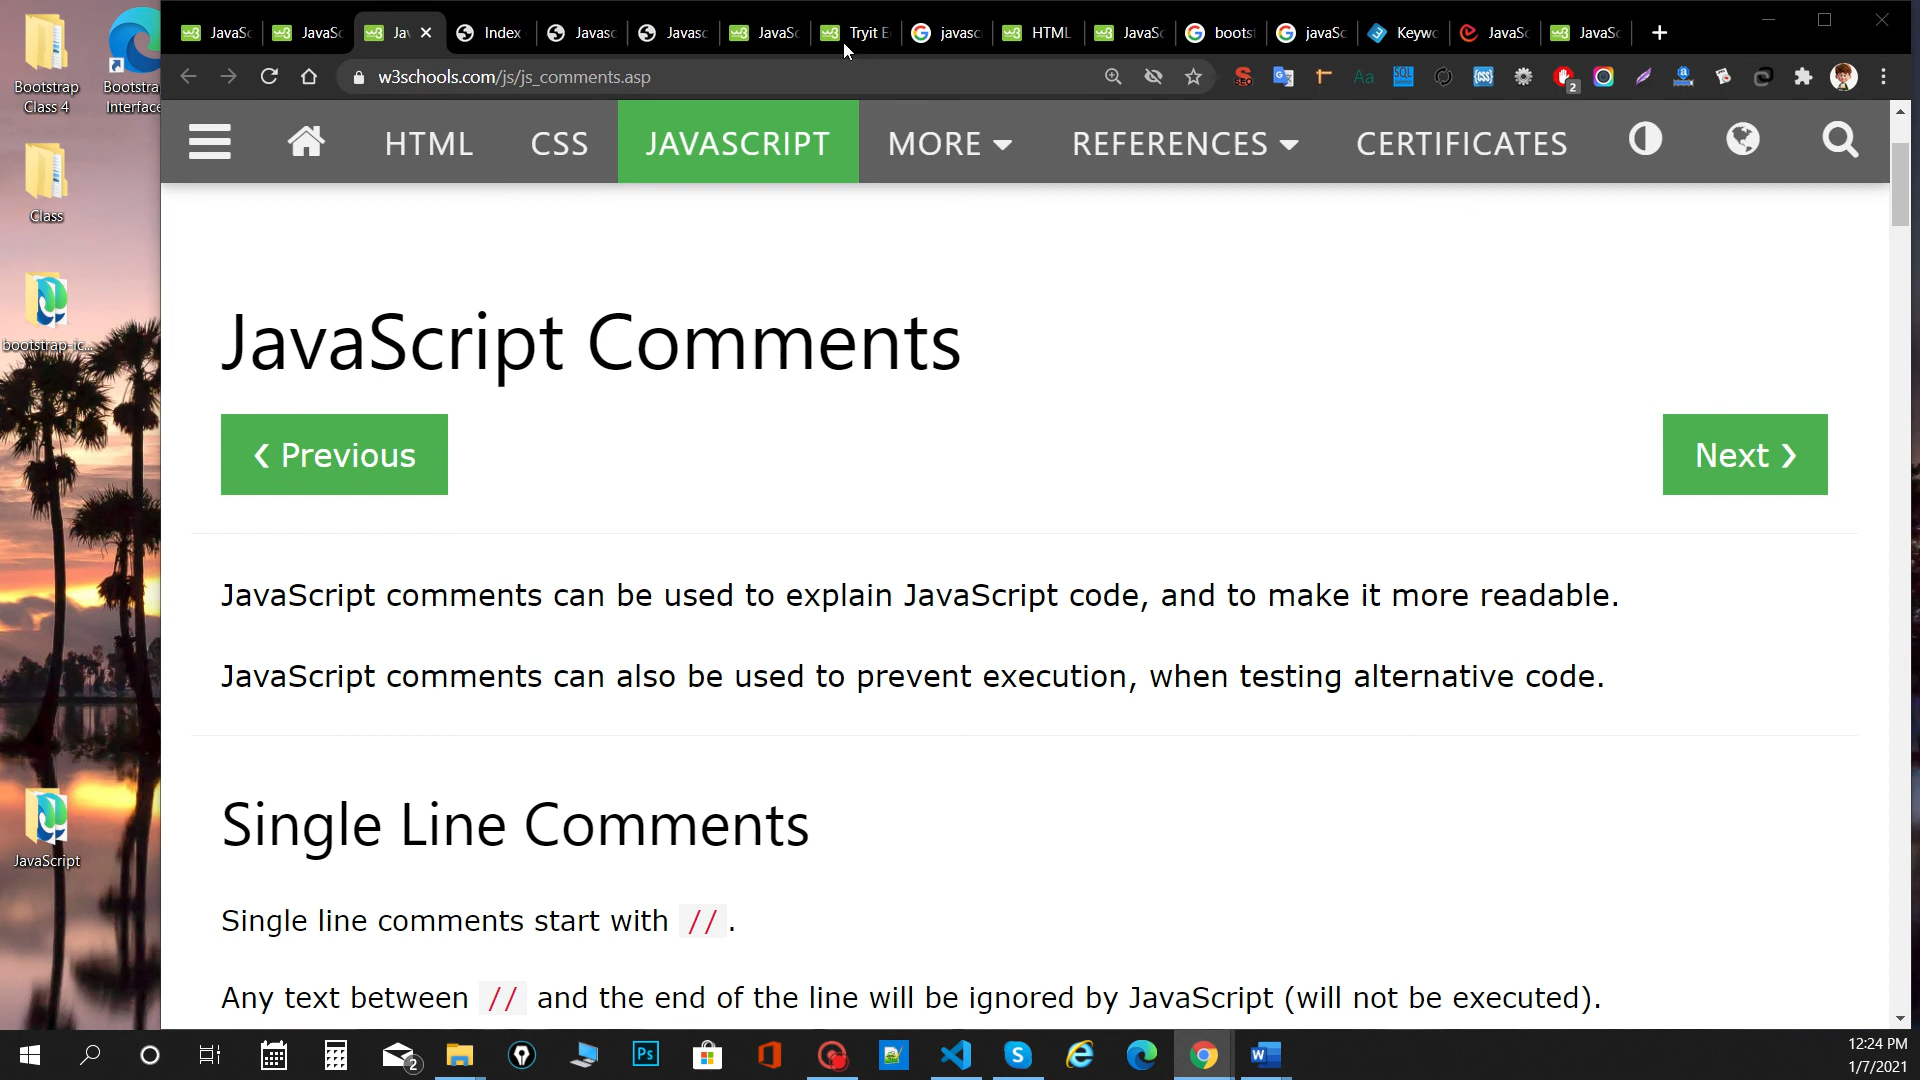 JavaSc
JavaSc
Ja
Index
Javasc
Javasc
JavaSc
Tryit E
javasc
HTML
JavaSc
boots
javaSc
Keywo
JavaSc
JavaSc
w3schools.com/js/js_comments.asp
HTML
CSS
JAVASCRIPT
MORE
REFERENCES
CERTIFICATES
JavaScript Comments
❮ Previous
Next ❯
JavaScript comments can be used to explain JavaScript code, and to make it more readable.
JavaScript comments can also be used to prevent execution, when testing alternative code.
Single Line Comments
Single line comments start with //.
Any text between // and the end of the line will be ignored by JavaScript (will not be executed).
Bootstrap
Class 4
Bootstra
Interface
Class
bootstrap-ic...
JavaScript
2
2
12:24 PM
1/7/2021